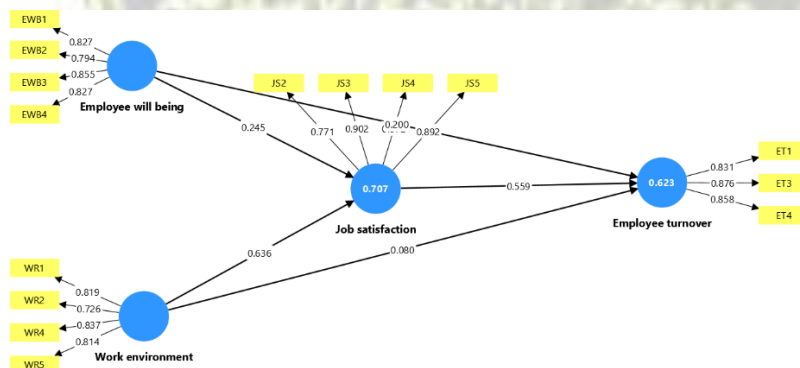 EWB1
EWB2
EWB3
EWB4
0.827
0.794
0.855
0.827
Employee will being
JS2
JS3
JS4
JS5
0.771
0.902
0.892
0.200
0.245
0.707
Job satisfaction
0.559
0.623
Employee turnover
0.831
0.876
0.858
ET1
ET3
ET4
0.636
0.080
WR1
WR2
WR4
WR5
0.819
0.726
0.837
0.814
Work environment